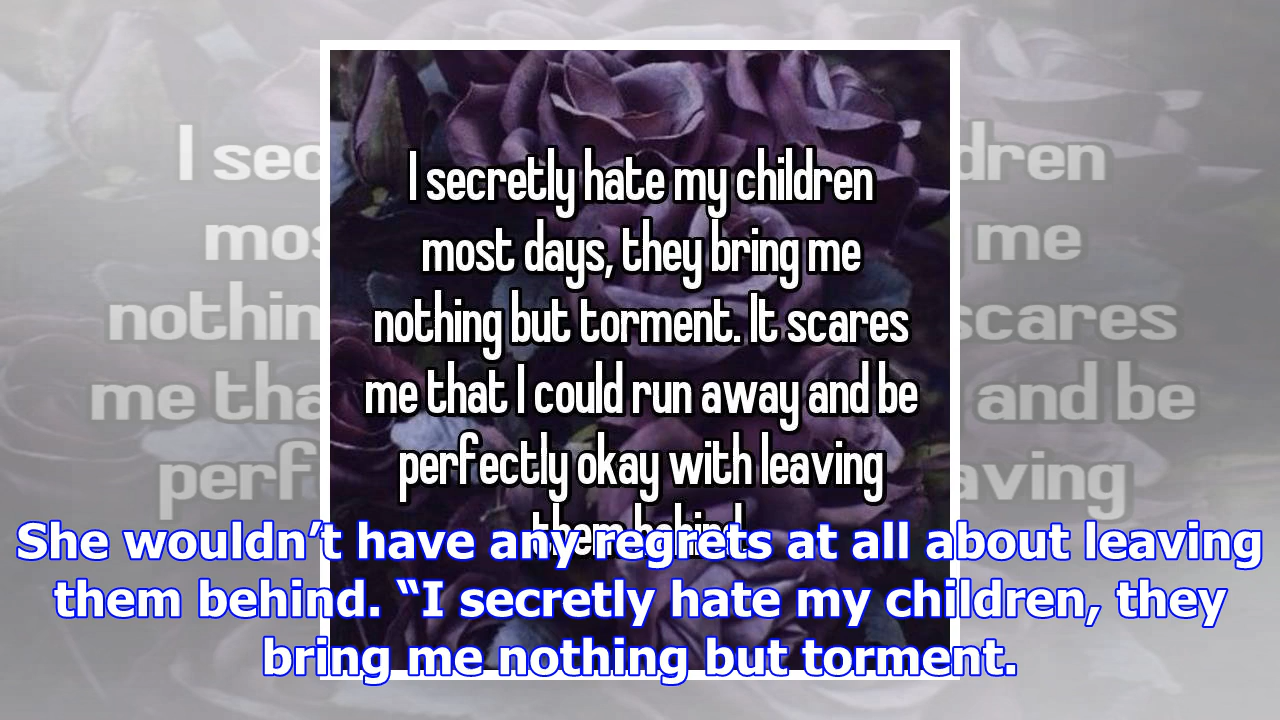 I secretly hate my children
most days, they bring me
nothing but torment. It scares
me that I could run away and be
perfectly okay with leaving
them behind.
She wouldn’t have any regrets at all about leaving
them behind. “I secretly hate my children, they
bring me nothing but torment.